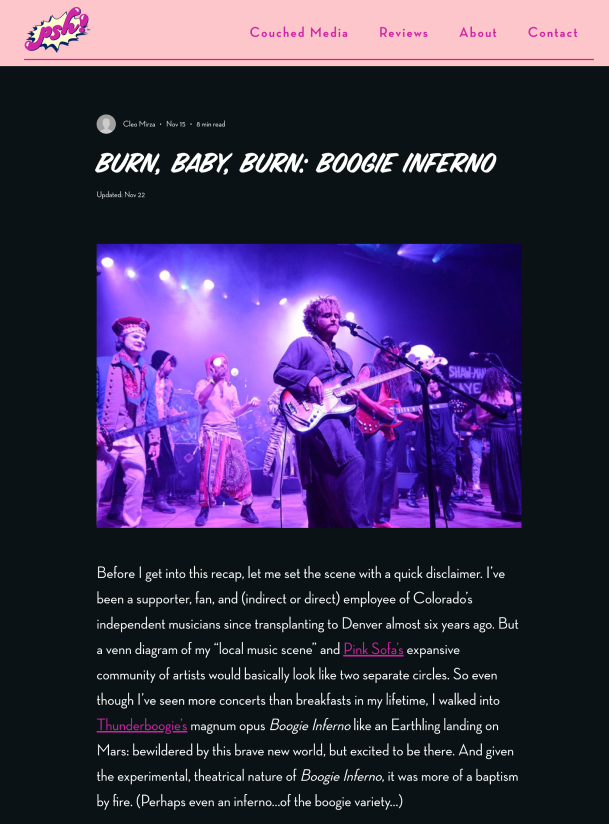 psh!
Couched Media Reviews About Contact
Cleo Mirza • Nov 15 • 8 min read
BURN, BABY, BURN: BOOGIE INFERNO
Updated: Nov 22
Before I get into this recap, let me set the scene with a quick disclaimer. I've
been a supporter, fan, and (indirect or direct) employee of Colorado's
independent musicians since transplanting to Denver almost six years ago. But
a venn diagram of my “local music scene” and Pink Sofa's expansive
community of artists would basically look like two separate circles. So even
though I've seen more concerts than breakfasts in my lifetime, I walked into
Thunderboogie's magnum opus Boogie Inferno like an Earthling landing on
Mars: bewildered by this brave new world, but excited to be there. And given
the experimental, theatrical nature of Boogie Inferno, it was more of a baptism
by fire. (Perhaps even an inferno...of the boogie variety...)